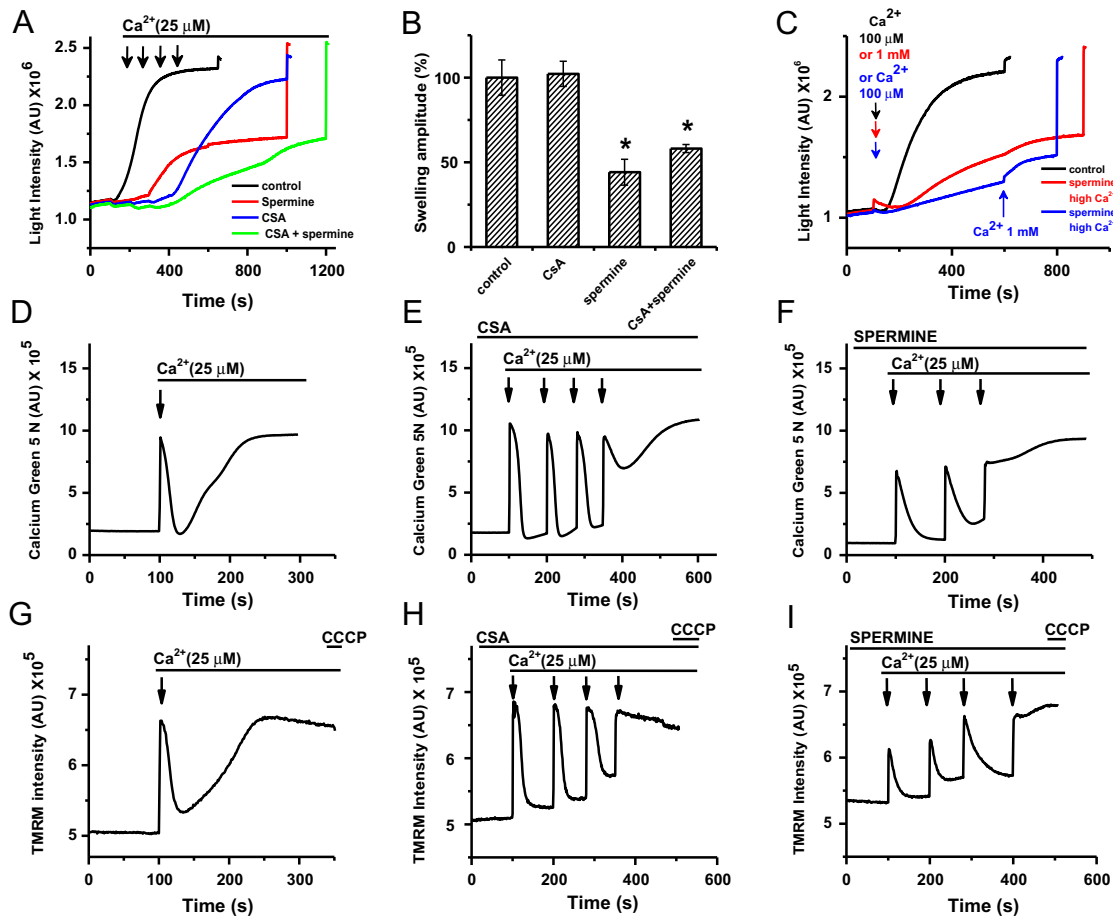 A
Ca2+(25 μM)
Light Intensity (AU) X10^6
2.5
2.0
1.5
1.0
control
Spermine
CSA
CSA + spermine
0 400 800 1200
Time (s)
B
Swelling amplitude (%)
100
50
0
*
*
control
CsA
spermine
CsA+spermine
C
Ca2+
100 μM
or 1 mM
or Ca2+
100 μM
Light Intensity (AU) X10^6
2
1
control
spermine
high Ca2+
spermine
high Ca2+
Ca2+ 1 mM
0 400 800
Time (s)
D
Ca2+(25 μM)
Calcium Green 5 N (AU) X 10^5
15
10
5
0
0 100 200 300
Time (s)
E
CSA
Ca2+(25 μM)
Calcium Green 5N (AU) X 10^5
15
10
5
0
0 200 400 600
Time (s)
F
SPERMINE
Ca2+(25 μM)
Calcium Green 5 N (AU) X10^5
15
10
5
0
0 200 400
Time (s)
G
CCCP
Ca2+(25 μM)
TMRM intensity (AU) X10^5
7
6
5
0 100 200 300
Time (s)
H
CSA
CCCP
Ca2+(25 μM)
TMRM Intensity (AU) X 10^5
7
6
5
0 200 400 600
Time (s)
I
SPERMINE
CCCP
Ca2+(25 μM)
TMRM Intensity (AU) X10^5
7
6
5
0 200 400 600
Time (s)